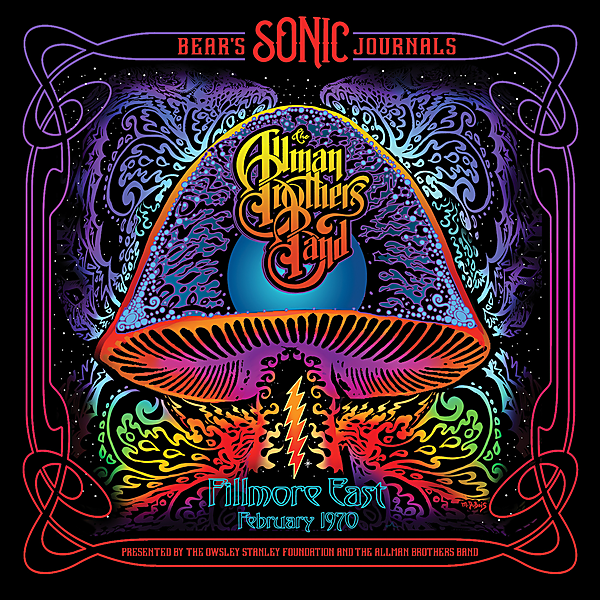 BEAR'S SONIC JOURNALS
The
Allman
Brothers
Band
Fillmore East
February 1970
PRESENTED BY THE OWSLEY STANLEY FOUNDATION AND THE ALLMAN BROTHERS BAND